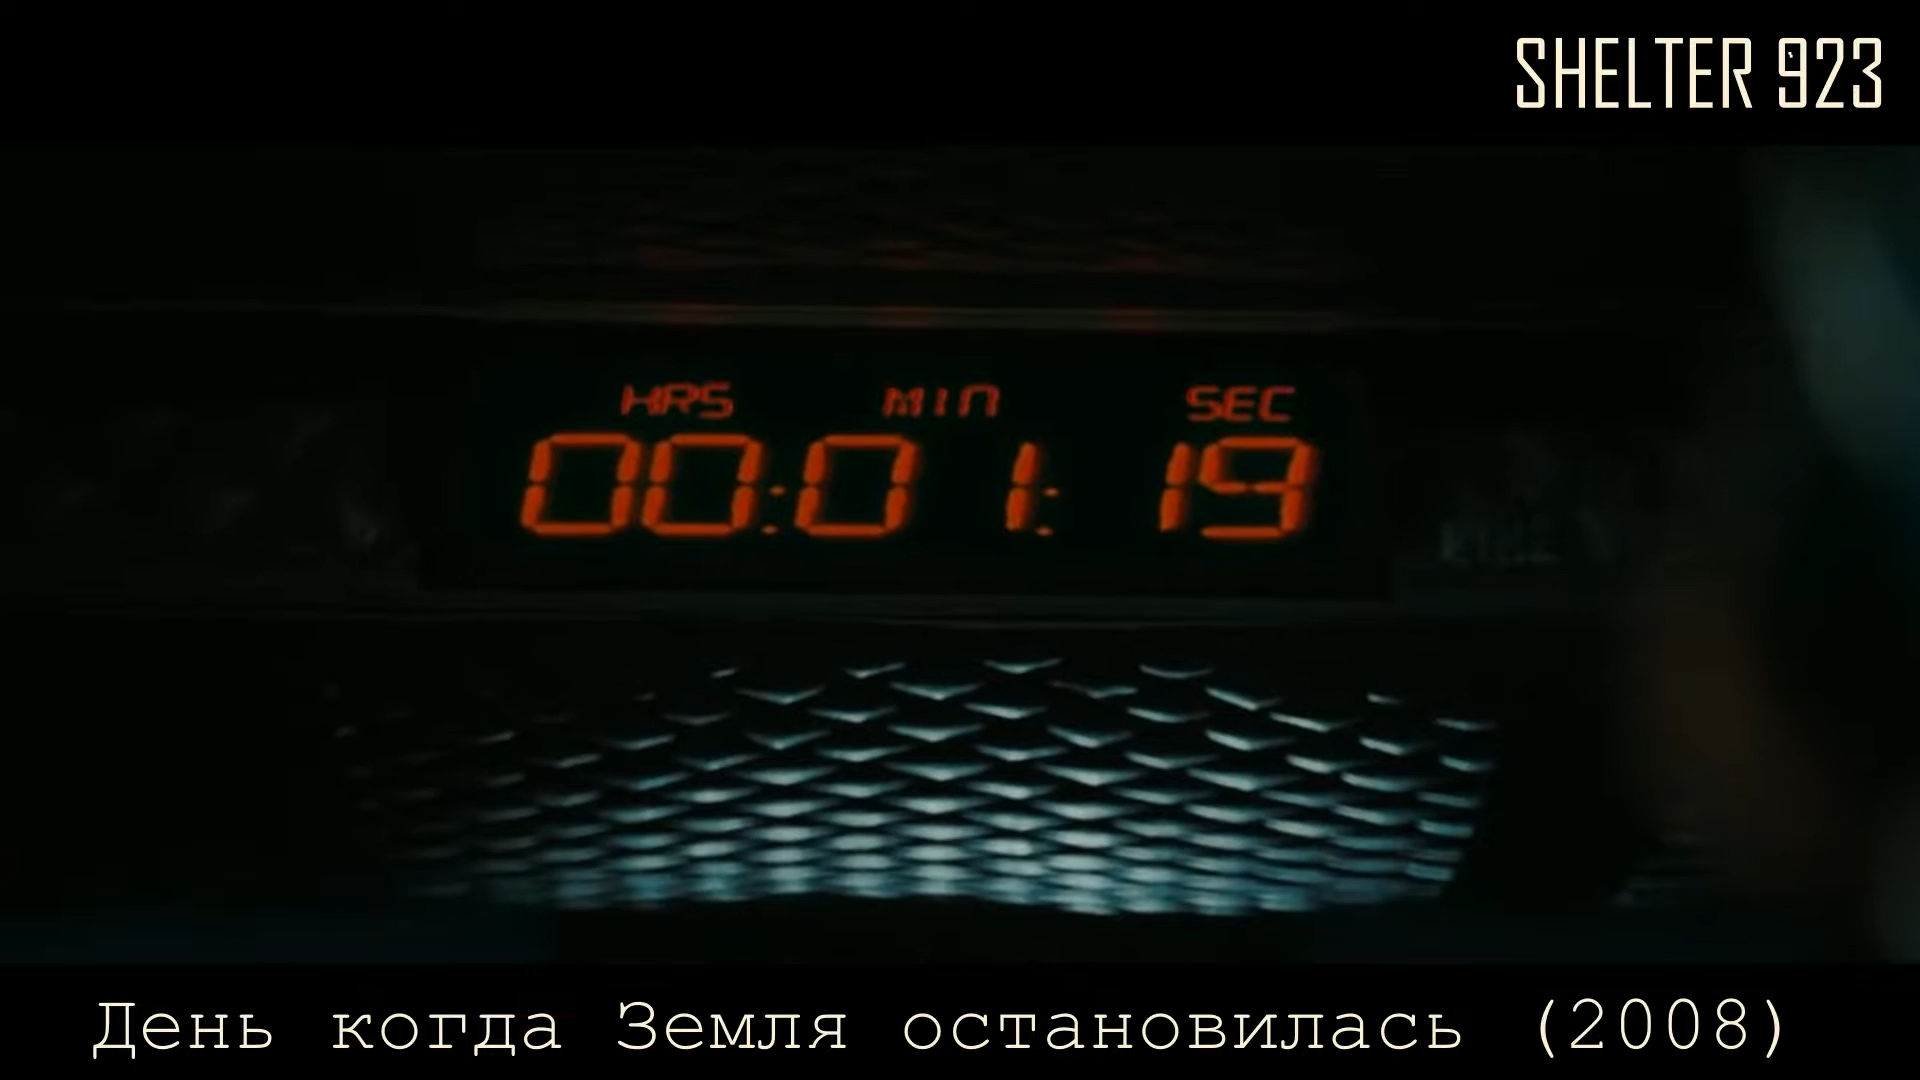 SHELTER 923
HRS MIN SEC
00:01:19
День когда Земля остановилась (2008)